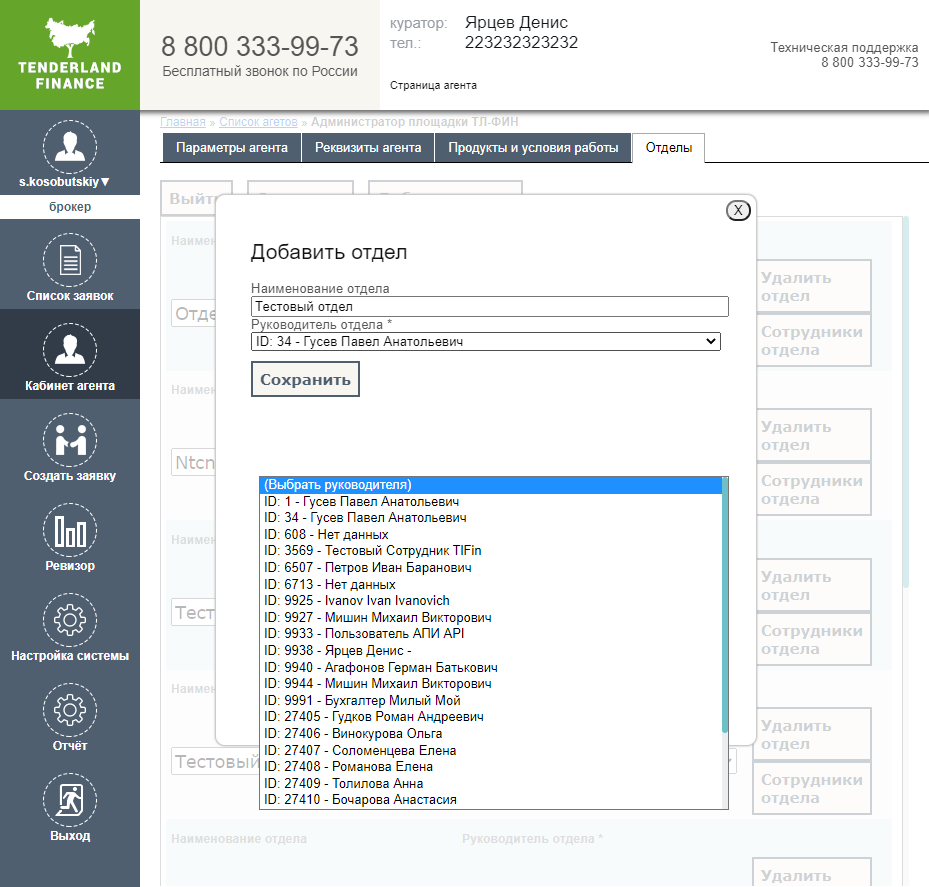 TENDERLAND
FINANCE
8 800 333-99-73
Бесплатный звонок по России
куратор: Ярцев Денис
тел.: 223232323232
Страница агента
Техническая поддержка
8 800 333-99-73
s.kosobutskiy▼
брокер
Список заявок
Кабинет агента
Создать заявку
Ревизор
Настройка системы
Отчёт
Выход
Главная » Список агетов » Администратор площадки ТЛ-ФИН
Параметры агента
Реквизиты агента
Продукты и условия работы
Отделы
X
Добавить отдел
Наименование отдела
Тестовый отдел
Руководитель отдела *
ID: 34 - Гусев Павел Анатольевич
Сохранить
(Выбрать руководителя)
ID: 1 - Гусев Павел Анатольевич
ID: 34 - Гусев Павел Анатольевич
ID: 608 - Нет данных
ID: 3569 - Тестовый Сотрудник TlFin
ID: 6507 - Петров Иван Баранович
ID: 6713 - Нет данных
ID: 9925 - Ivanov Ivan Ivanovich
ID: 9927 - Мишин Михаил Викторович
ID: 9933 - Пользователь АПИ API
ID: 9938 - Ярцев Денис -
ID: 9940 - Агафонов Герман Батькович
ID: 9944 - Мишин Михаил Викторович
ID: 9991 - Бухгалтер Милый Мой
ID: 27405 - Гудков Роман Андреевич
ID: 27406 - Винокурова Ольга
ID: 27407 - Соломенцева Елена
ID: 27408 - Романова Елена
ID: 27409 - Толилова Анна
ID: 27410 - Бочарова Анастасия
Удалить
отдел
Сотрудники
отдела
Ntcn
Удалить
отдел
Сотрудники
отдела
Удалить
отдел
Сотрудники
отдела
Удалить
отдел
Тестовый
Сотрудники
отдела
Наименование отдела
Руководитель отдела *
Удалить